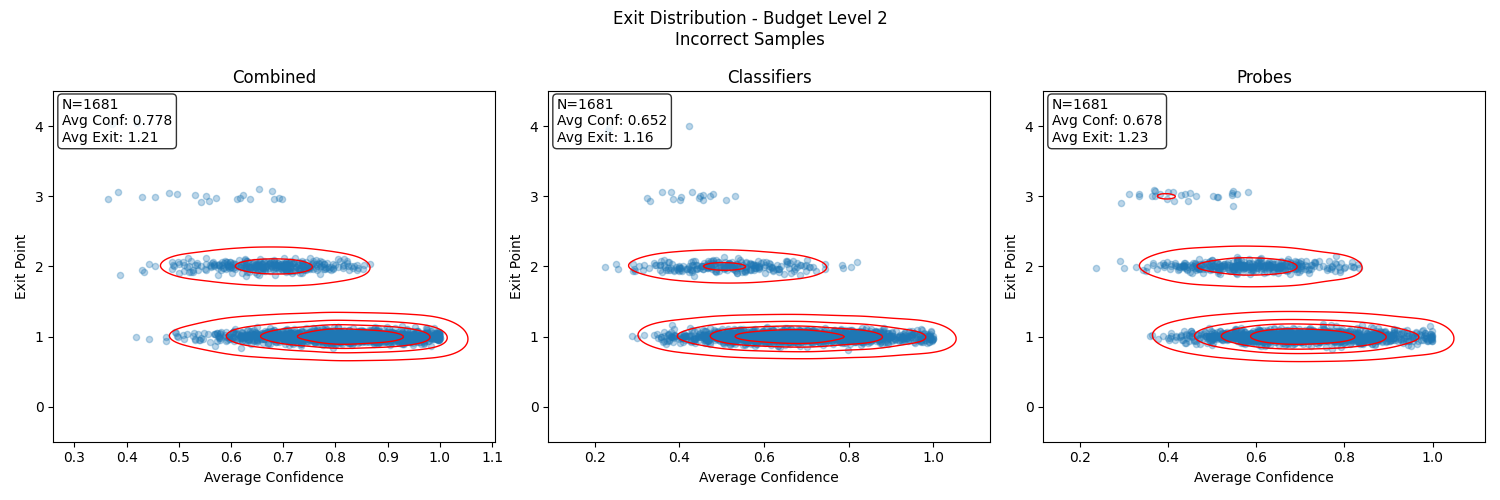 Exit Distribution - Budget Level 2
Incorrect Samples
Combined
N=1681
Avg Conf: 0.778
Avg Exit: 1.21
4
3
2
1
0
Exit Point
0.3 0.4 0.5 0.6 0.7 0.8 0.9 1.0 1.1
Average Confidence
Classifiers
N=1681
Avg Conf: 0.652
Avg Exit: 1.16
4
3
2
1
0
Exit Point
0.2 0.4 0.6 0.8 1.0
Average Confidence
Probes
N=1681
Avg Conf: 0.678
Avg Exit: 1.23
4
3
2
1
0
Exit Point
0.2 0.4 0.6 0.8 1.0
Average Confidence